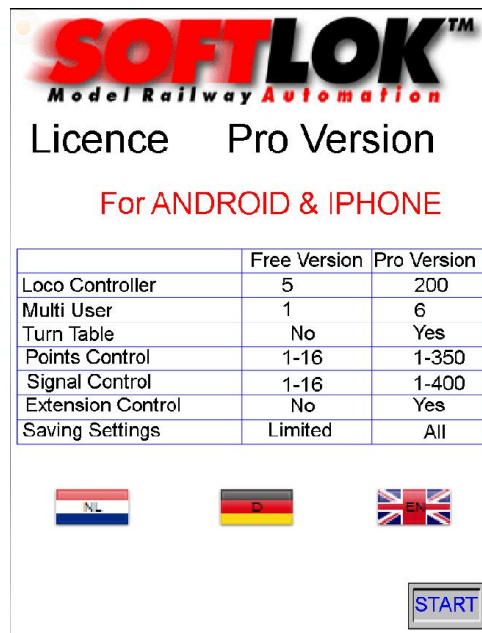 SOFTLOK™
Model Railway Automation
Licence Pro Version
For ANDROID & IPHONE
Free Version Pro Version
Loco Controller 5 200
Multi User 1 6
Turn Table No Yes
Points Control 1-16 1-350
Signal Control 1-16 1-400
Extension Control No Yes
Saving Settings Limited All
NL D EN
START